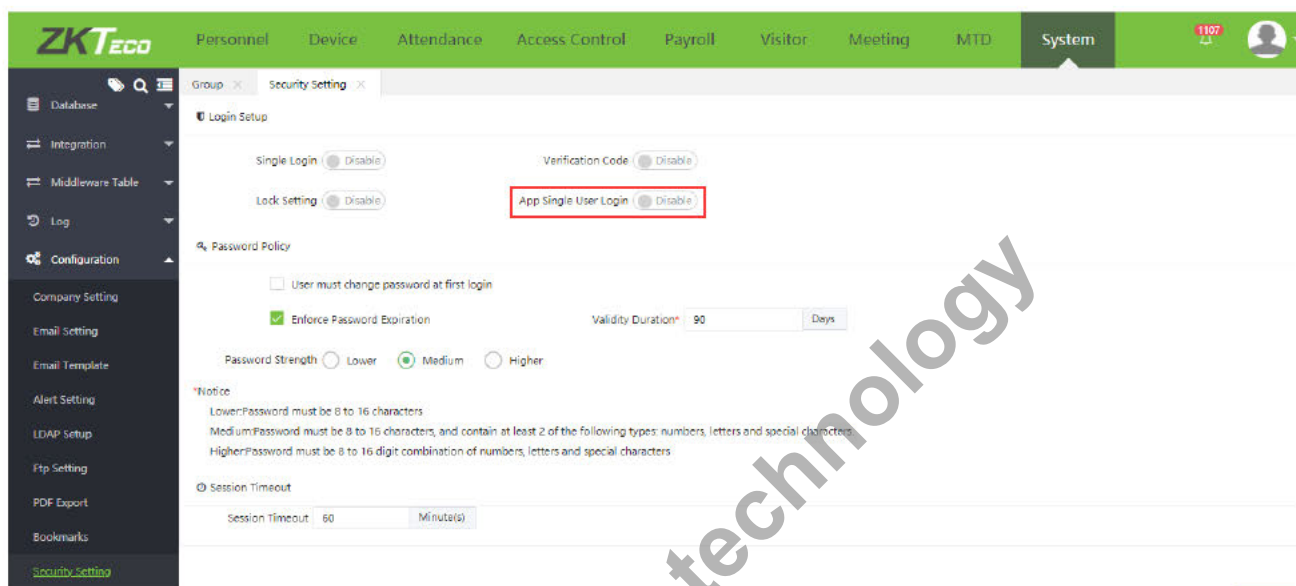 ZKTECO Personnel Device Attendance Access Control Payroll Visitor Meeting MTD System 1107
Group × Security Setting ×
Database
Integration
Middleware Table
Log
Configuration
Company Setting
Email Setting
Email Template
Alert Setting
LDAP Setup
Ftp Setting
PDF Export
Bookmarks
Security Setting
Login Setup
Single Login Disable Verification Code Disable
Lock Setting Disable App Single User Login Disable
Password Policy
User must change password at first login
Enforce Password Expiration Validity Duration* 90 Days
Password Strength Lower Medium Higher
*Notice
Lower:Password must be 8 to 16 characters
Medium:Password must be 8 to 16 characters, and contain at least 2 of the following types: numbers, letters and special characters
Higher:Password must be 8 to 16 digit combination of numbers, letters and special characters
Session Timeout
Session Timeout 60 Minute(s)
technology